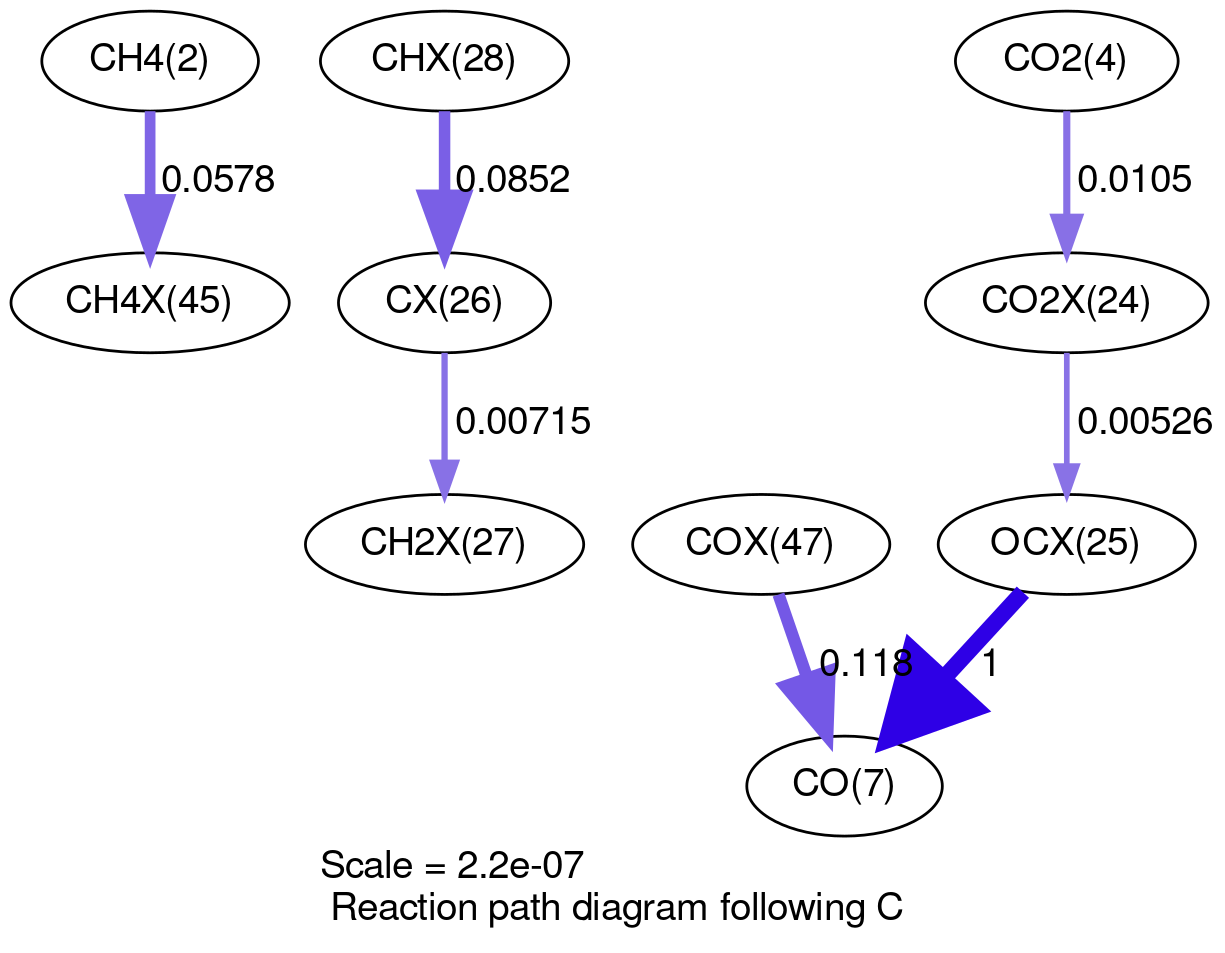 CH4(2)
CHX(28)
CO2(4)
0.0578
0.0852
0.0105
CH4X(45)
CX(26)
CO2X(24)
0.00715
0.00526
CH2X(27)
COX(47)
OCX(25)
0.118
1
CO(7)
Scale = 2.2e-07
Reaction path diagram following C